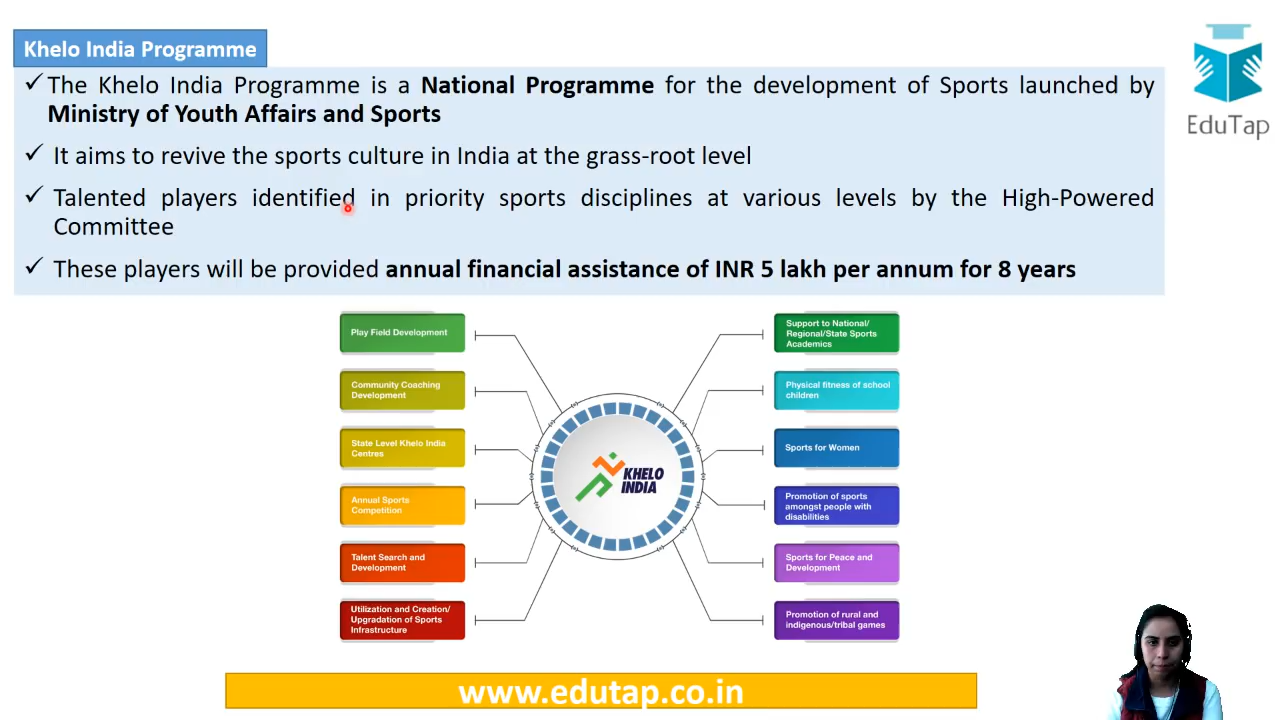 Khelo India Programme
✓The Khelo India Programme is a National Programme for the development of Sports launched by
Ministry of Youth Affairs and Sports
✓ It aims to revive the sports culture in India at the grass-root level
✓ Talented players identified in priority sports disciplines at various levels by the High-Powered
Committee
✓ These players will be provided annual financial assistance of INR 5 lakh per annum for 8 years
EduTap
Play Field Development
Community Coaching
Development
State Level Khelo India
Centres
Annual Sports
Competition
Talent Search and
Development
Utilization and Creation/
Upgradation of Sports
Infrastructure
KHELO
INDIA
Support to National/
Regional/State Sports
Academics
Physical fitness of school
children
Sports for Women
Promotion of sports
amongst people with
disabilities
Sports for Peace and
Development
Promotion of rural and
indigenous/tribal games
www.edutap.co.in